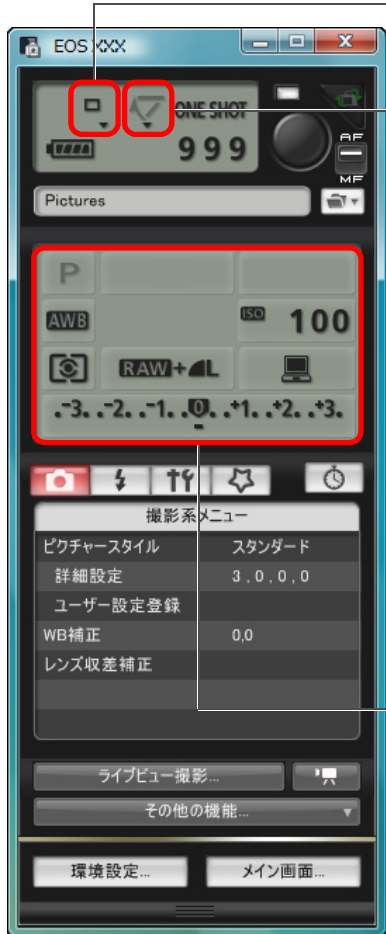 EOS XXX
ONE SHOT
999
AF
MF
Pictures
P
AWB
ISO 100
RAW+L
.-3. .-2. .-1. .0. .+1. .+2. .+3.
撮影系メニュー
ピクチャースタイル スタンダード
詳細設定 3 , 0 , 0 , 0
ユーザー設定登録
WB補正 0,0
レンズ収差補正
ライブビュー撮影...
その他の機能...
環境設定... メイン画面...